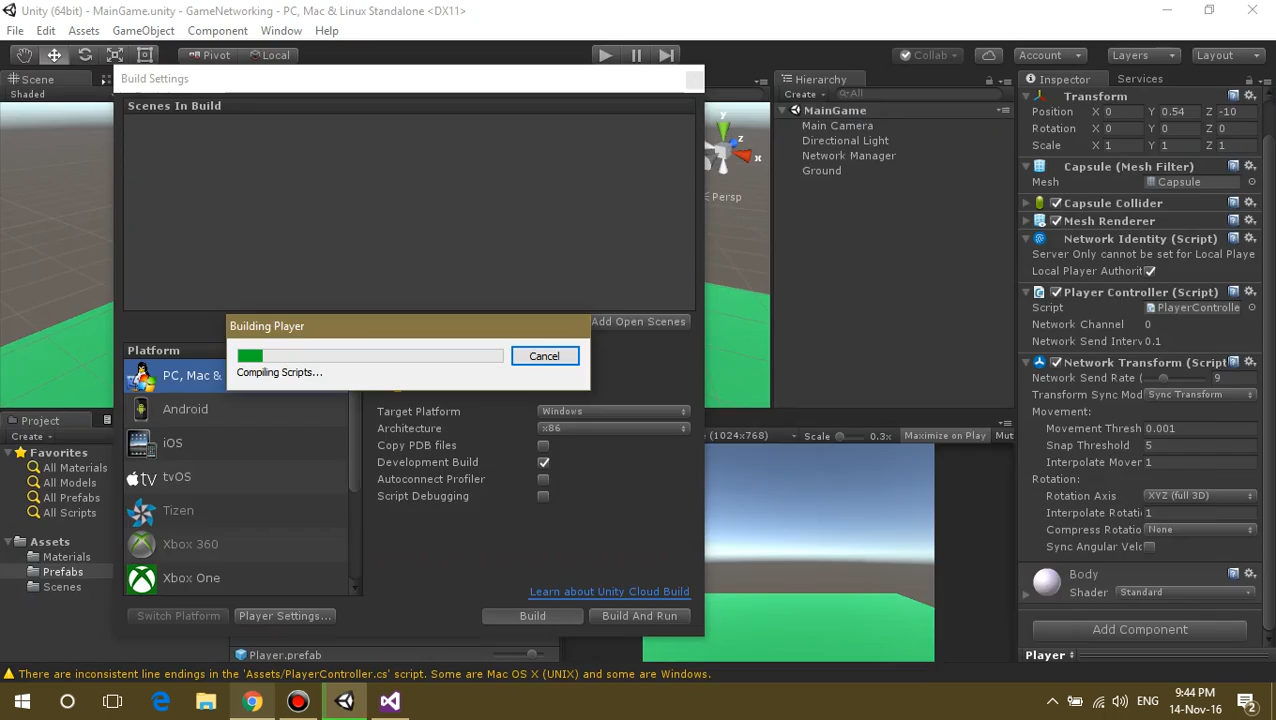 Unity (64bit) - MainGame.unity - GameNetworking - PC, Mac & Linux Standalone <DX11>
File Edit Assets GameObject Component Window Help
Pivot Local Collab Account Layers Layout
Scene
Shaded
Persp
y
z
x
Build Settings
Scenes In Build
Add Open Scenes
Building Player
Cancel
Compiling Scripts...
Platform
PC, Mac &
Android
iOS
tv tvOS
Tizen
Xbox 360
Xbox One
Target Platform Windows
Architecture x86
Copy PDB files
Development Build
Autoconnect Profiler
Script Debugging
Learn about Unity Cloud Build
Switch Platform Player Settings... Build Build And Run
Hierarchy
Create All
MainGame
Main Camera
Directional Light
Network Manager
Ground
(1024x768) Scale 0.3x Maximize on Play Mut
Inspector Services
Transform
Position X 0 Y 0.54 Z -10
Rotation X 0 Y 0 Z 0
Scale X 1 Y 1 Z 1
Capsule (Mesh Filter)
Mesh Capsule
Capsule Collider
Mesh Renderer
Network Identity (Script)
Server Only cannot be set for Local Playe
Local Player Authorit
Player Controller (Script)
Script PlayerControlle
Network Channel 0
Network Send Interv 0.1
Network Transform (Script
Network Send Rate ( 9
Transform Sync Mod Sync Transform
Movement:
Movement Thresh 0.001
Snap Threshold 5
Interpolate Mover 1
Rotation:
Rotation Axis XYZ (full 3D)
Interpolate Rotati 1
Compress Rotatio None
Sync Angular Velc
Body
Shader Standard
Add Component
Player
Project
Create
Favorites
All Materials
All Models
All Prefabs
All Scripts
Assets
Materials
Prefabs
Scenes
Player.prefab
There are inconsistent line endings in the 'Assets/PlayerController.cs' script. Some are Mac OS X (UNIX) and some are Windows.
ENG
9:44 PM
14-Nov-16
2